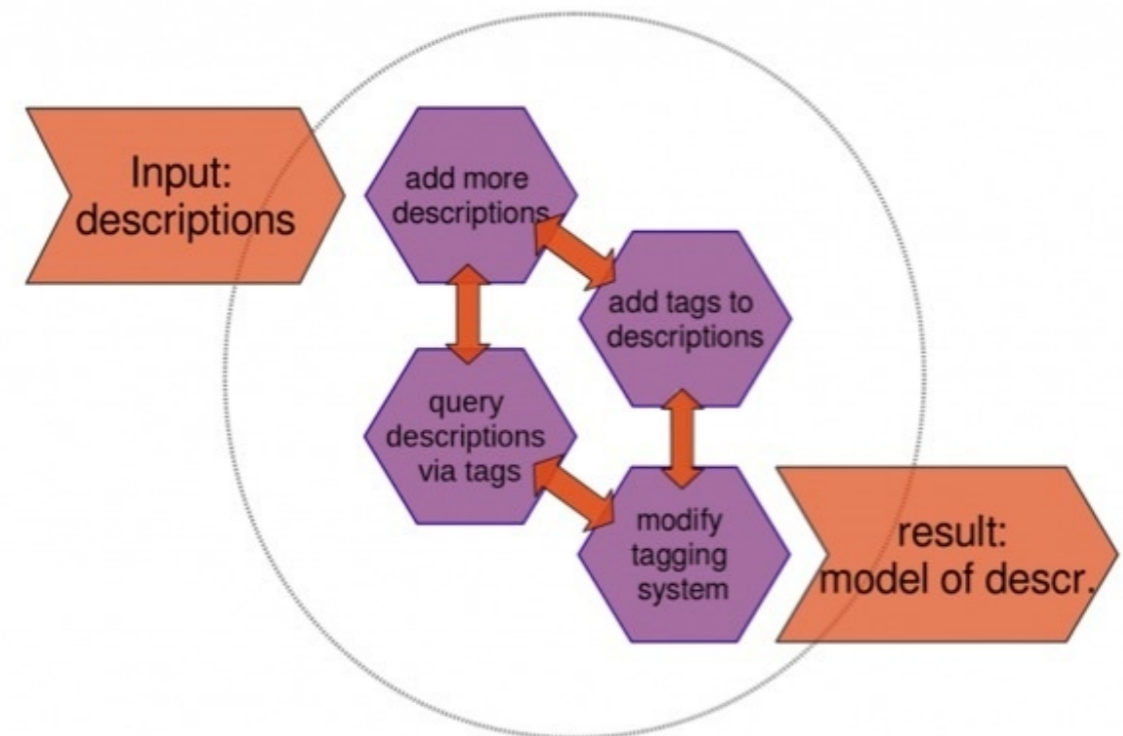 Input:
descriptions
add more
descriptions
add tags to
descriptions
query
descriptions
via tags
modify
tagging
system
result:
model of descr.